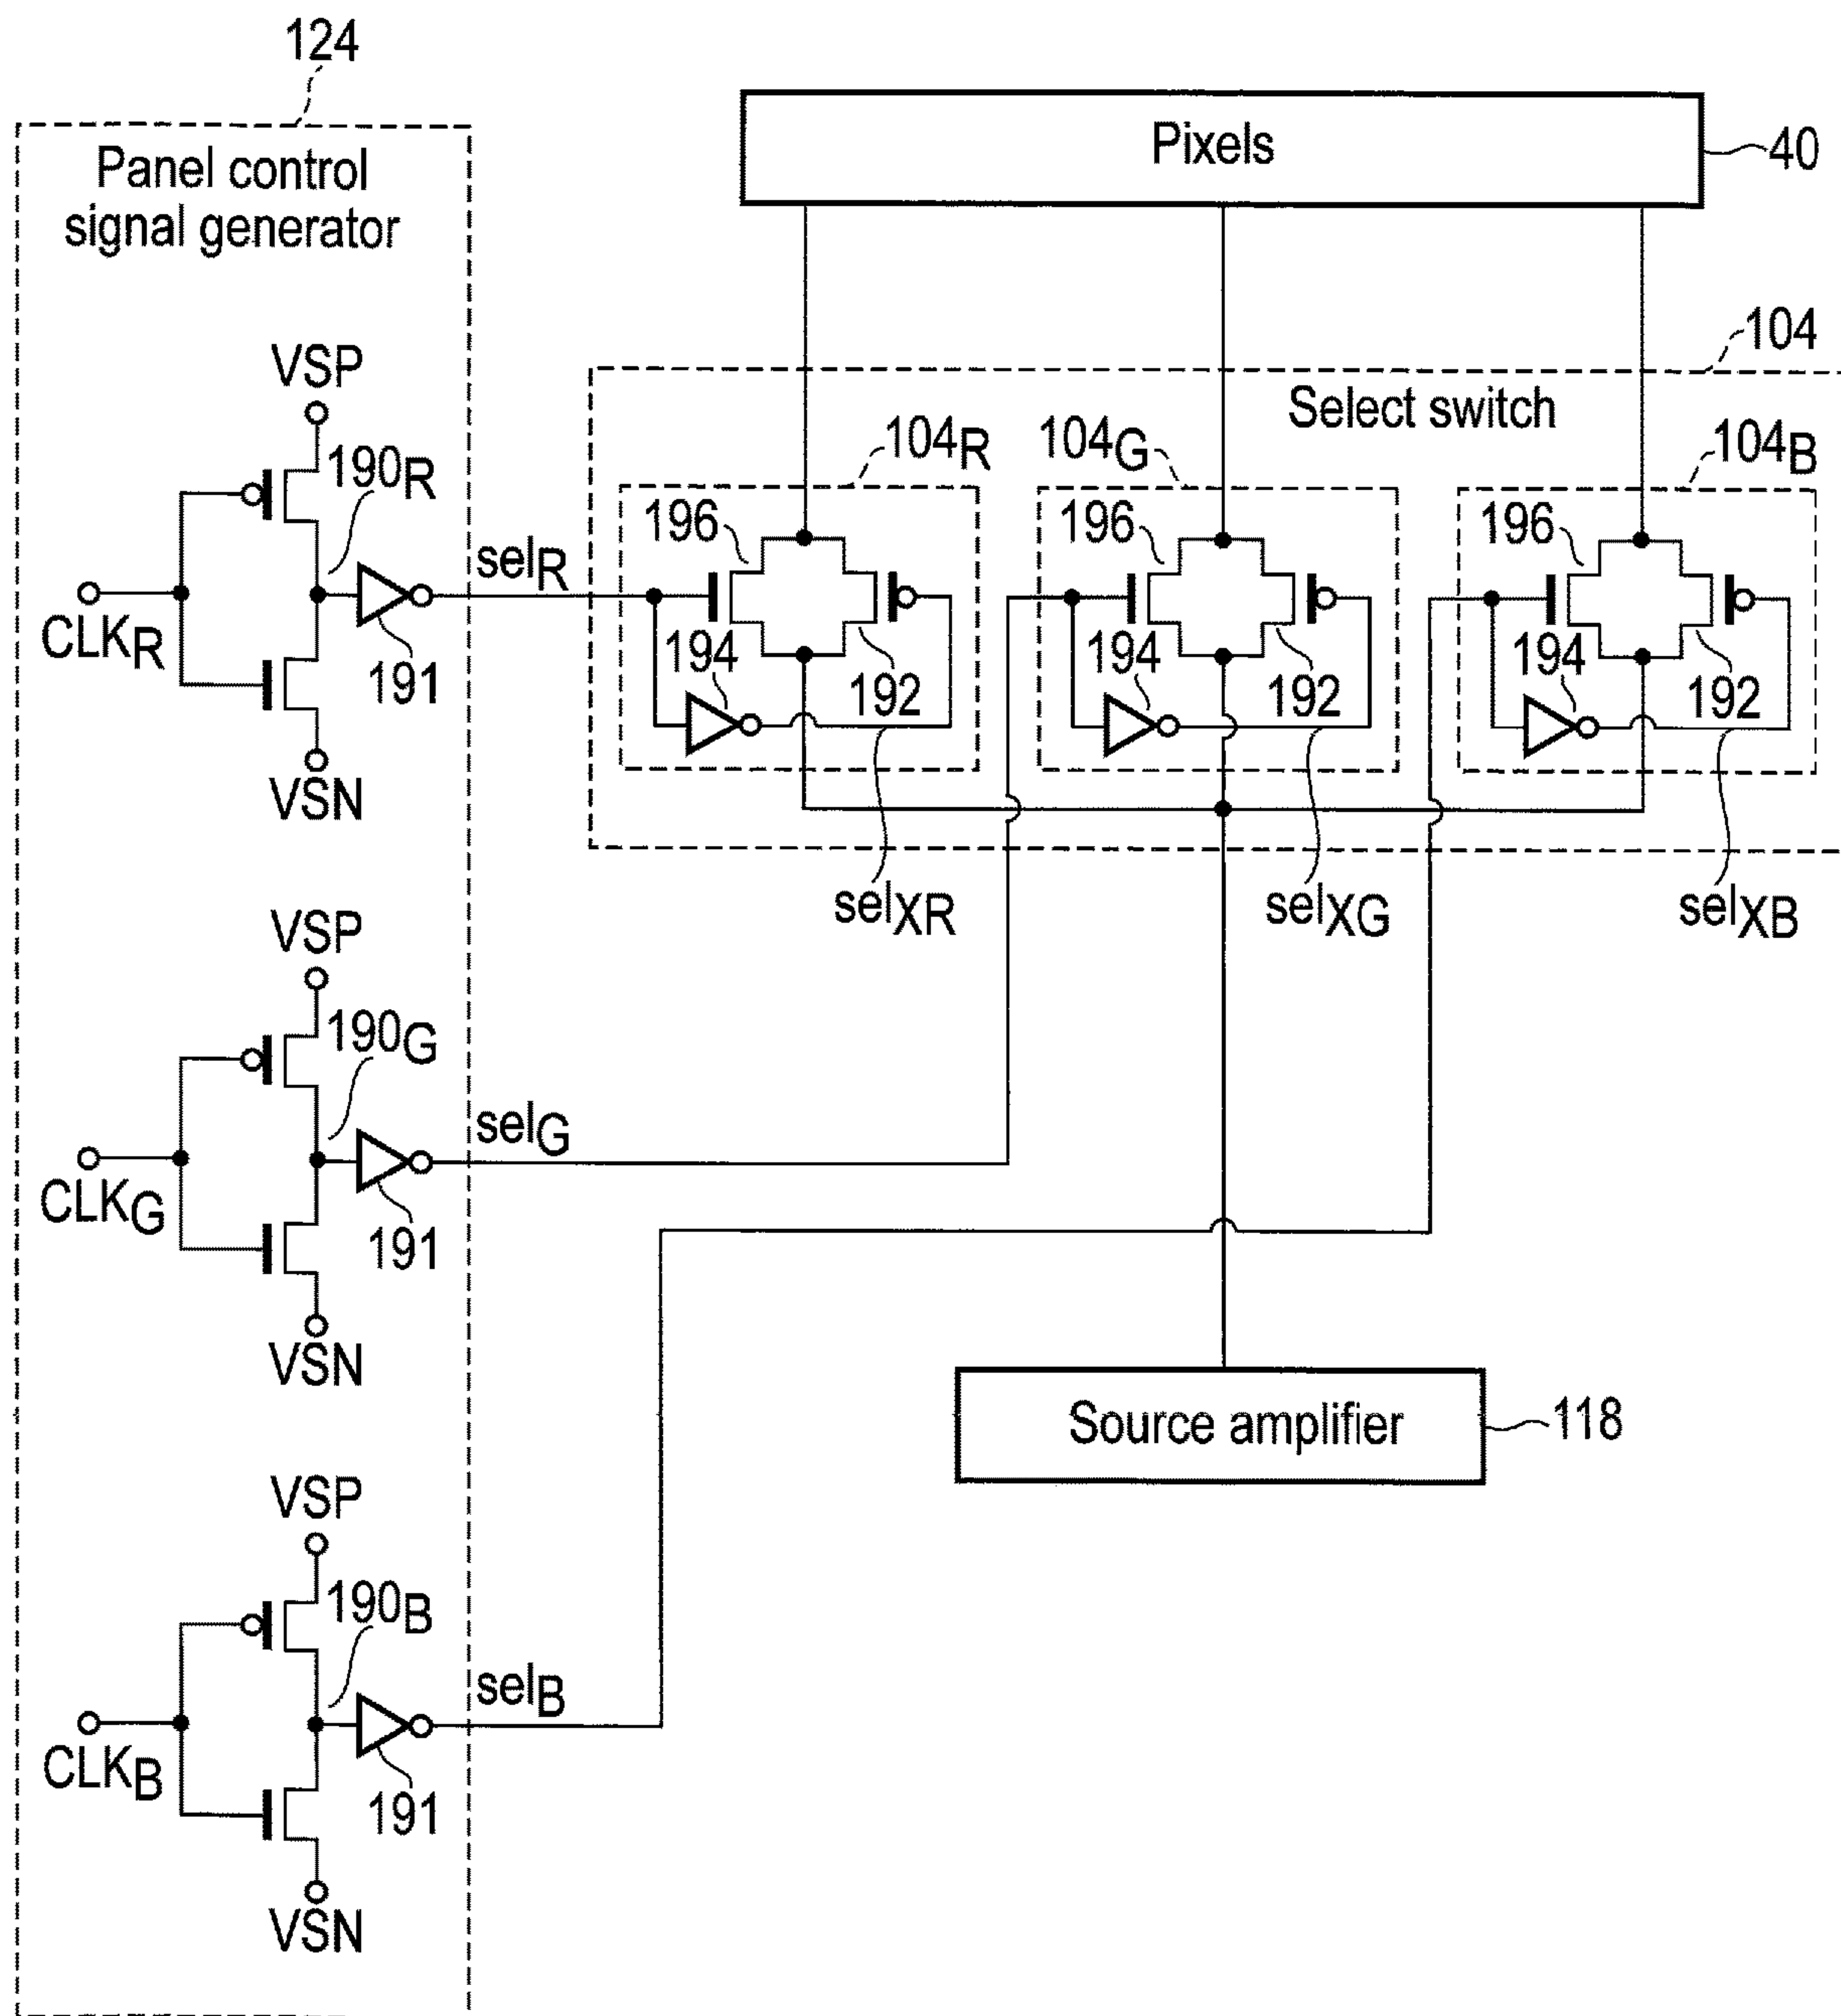 124
Panel control
signal generator
Pixels
40
104
Select switch
VSP
190R
CLKR
191
VSN
selR
104R
196
194
192
selXR
104G
196
194
192
selXG
104B
196
194
192
selXB
VSP
190G
CLKG
191
VSN
selG
Source amplifier
118
VSP
190B
CLKB
191
VSN
selB